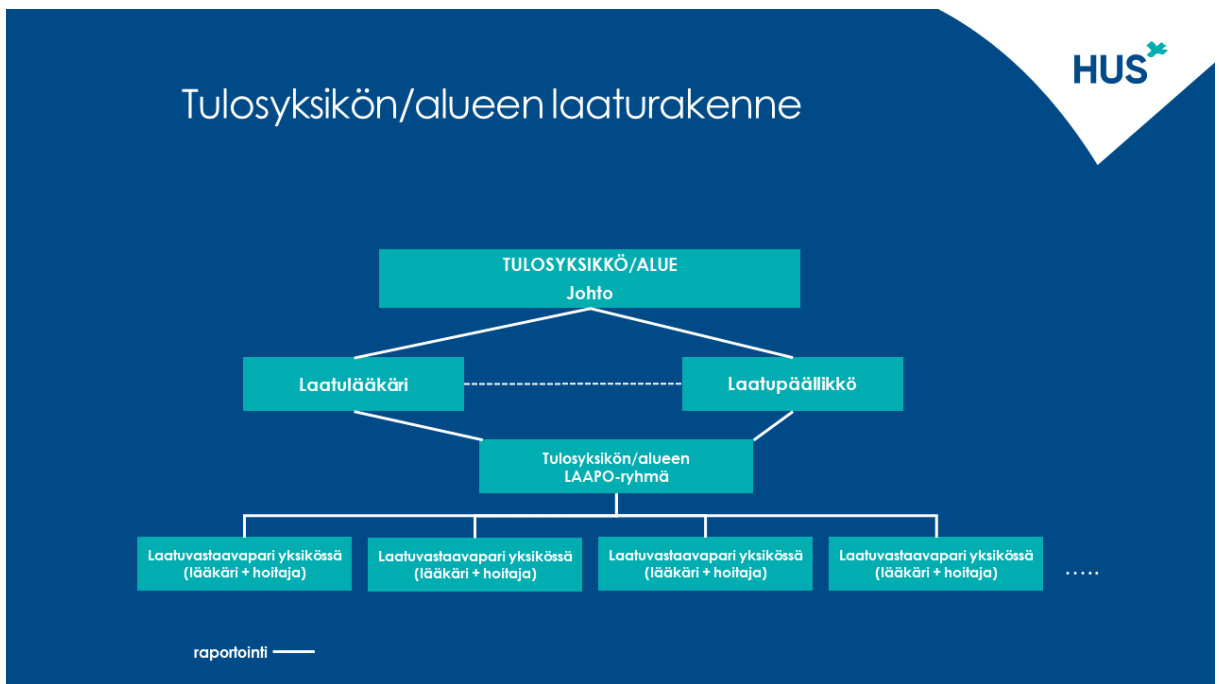 HUS
Tulosyksikön/alueen laaturakenne
TULOSYKSIKKÖ/ALUE
Johto
Laatulääkäri
Laatupäällikkö
Tulosyksikön/alueen
LAAPO-ryhmä
Laatuvastaavapari yksikössä
(lääkäri + hoitaja)
Laatuvastaavapari yksikössä
(lääkäri + hoitaja)
Laatuvastaavapari yksikössä
(lääkäri + hoitaja)
Laatuvastaavapari yksikössä
(lääkäri + hoitaja)
.....
raportointi